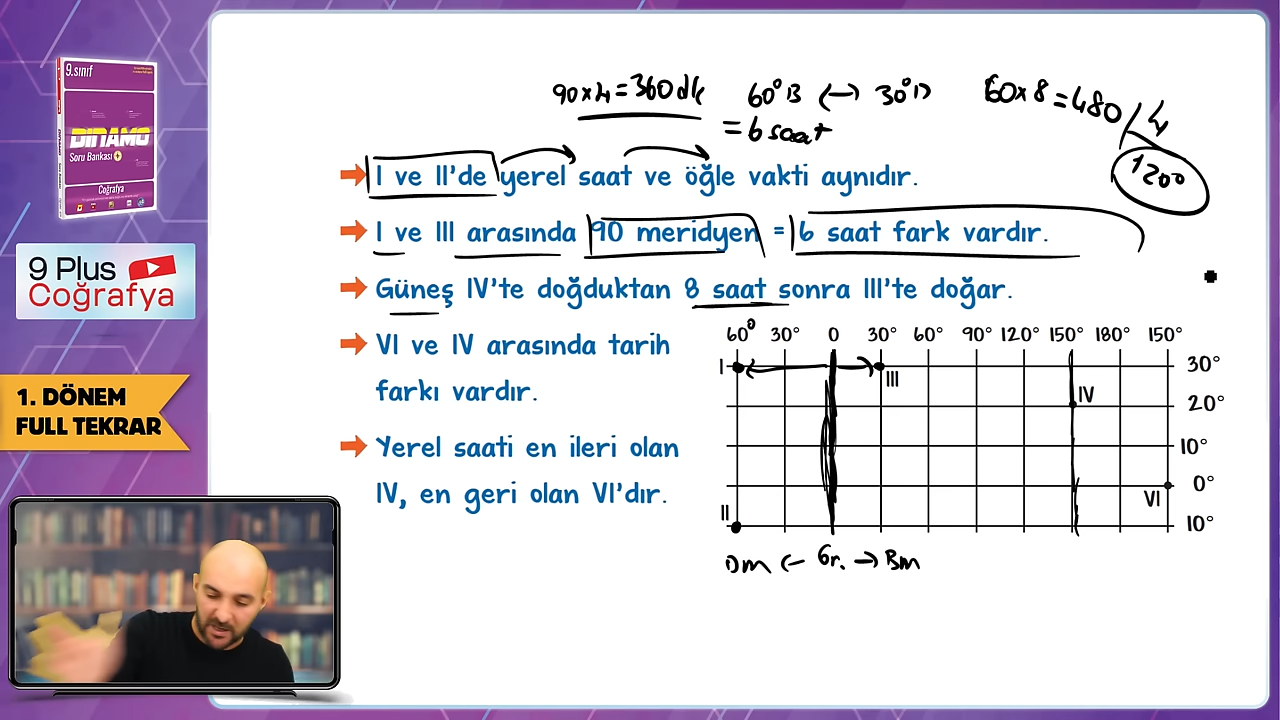 9.sınıf
DINAMO
Soru Bankası
Coğrafya
9 Plus
Coğrafya
1. DÖNEM
FULL TEKRAR
90x4=360dk
60°B ↔ 30°D
= 6 saat
60x8=480/4
1200
I ve II'de yerel saat ve öğle vakti aynıdır.
I ve III arasında 90 meridyen = 6 saat fark vardır.
Güneş IV'te doğduktan 8 saat sonra III'te doğar.
VI ve IV arasında tarih
farkı vardır.
Yerel saati en ileri olan
IV, en geri olan VI'dır.
60° 30° 0 30° 60° 90° 120° 150° 180° 150°
I III 30°
IV 20°
10°
VI 0°
II 10°
Dm ← Gr. → Bm